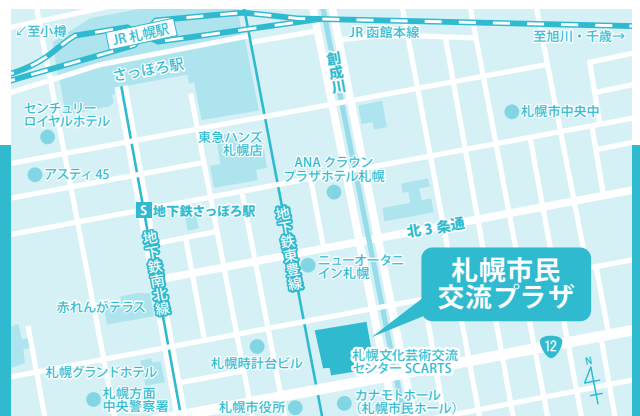 ↙至小樽
JR 札幌駅
JR 函館本線
至旭川・千歳→
さっぽろ駅
創成川
センチュリー
ロイヤルホテル
東急ハンズ
札幌店
札幌市中央中
ANA クラウン
プラザホテル札幌
アスティ 45
S 地下鉄さっぽろ駅
地下鉄南北線
地下鉄東豊線
北 3 条通
ニューオータニ
イン札幌
札幌市民
交流プラザ
赤れんがテラス
12
札幌時計台ビル
札幌文化芸術交流
センター SCARTS
札幌グランドホテル
N
札幌方面
中央警察署
札幌市役所
カナモトホール
（札幌市民ホール）